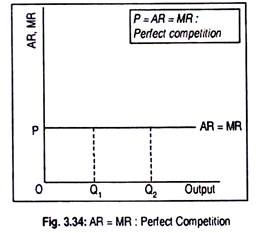 AR, MR
P = AR = MR :
Perfect competition
P
AR = MR
O
Q1
Q2
Output
Fig. 3.34: AR = MR : Perfect Competition